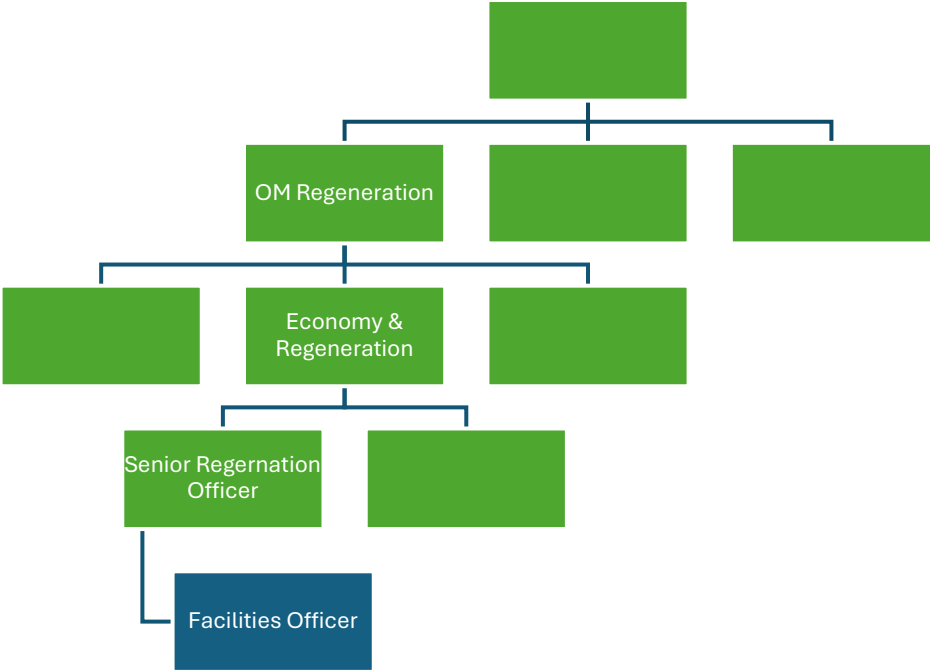 OM Regeneration
Economy &
Regeneration
Senior Regernation
Officer
Facilities Officer